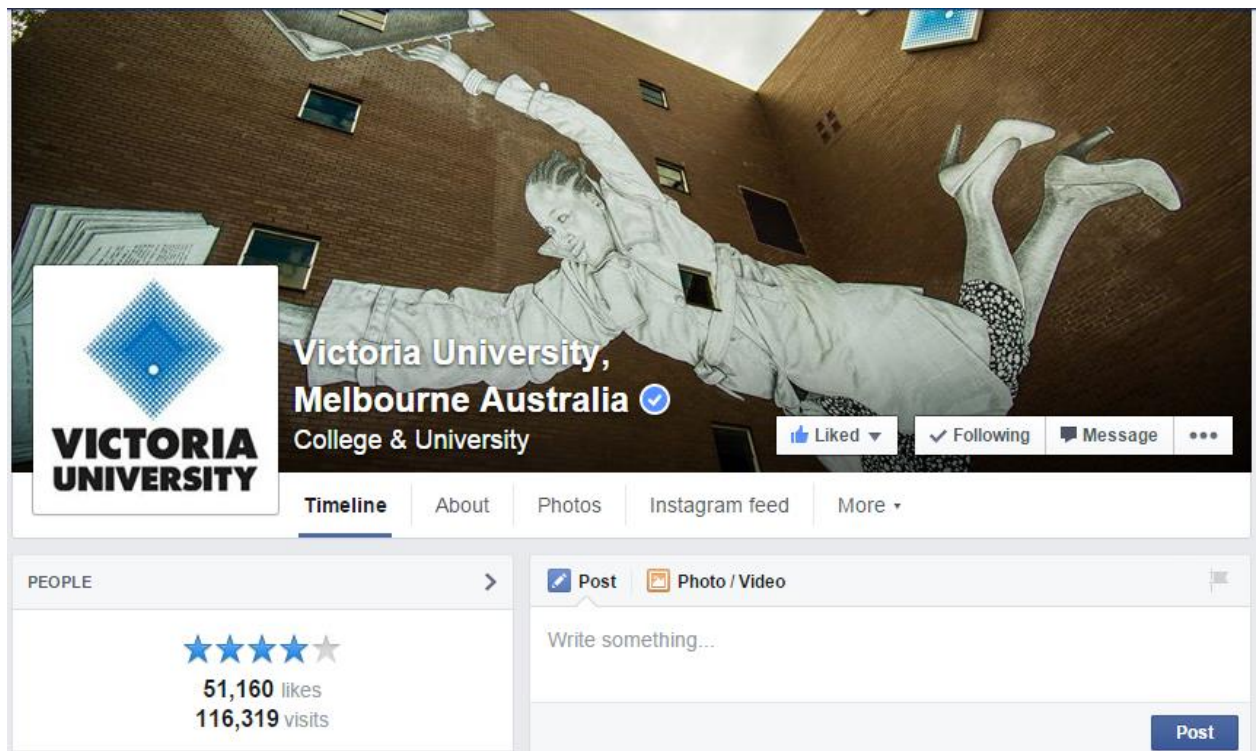 Victoria University,
Melbourne Australia
College & University
VICTORIA
UNIVERSITY
Liked
Following
Message
Timeline
About
Photos
Instagram feed
More
PEOPLE
Post
Photo / Video
Write something...
51,160 likes
116,319 visits
Post